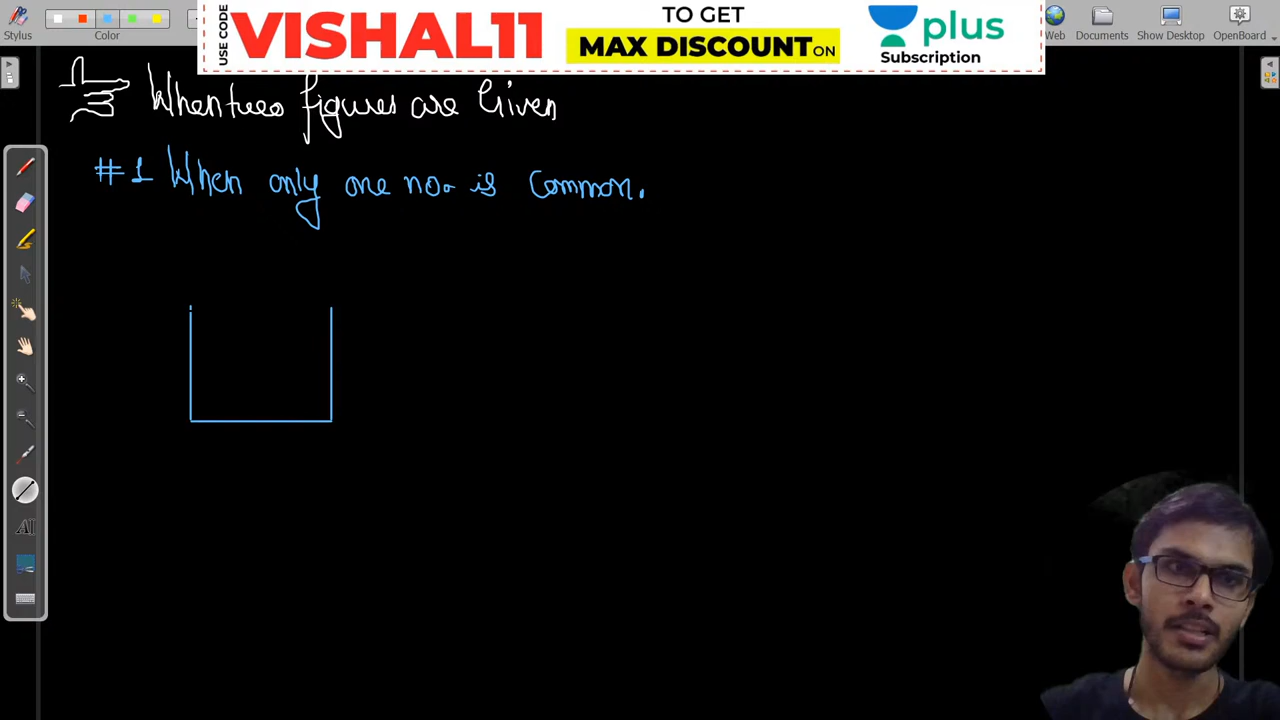 USE CODE
VISHAL11
TO GET
MAX DISCOUNT ON
plus
Subscription
Stylus
Color
Web
Documents
Show Desktop
OpenBoard
When two figures are Given
#1 When only one no. is Common.
AI